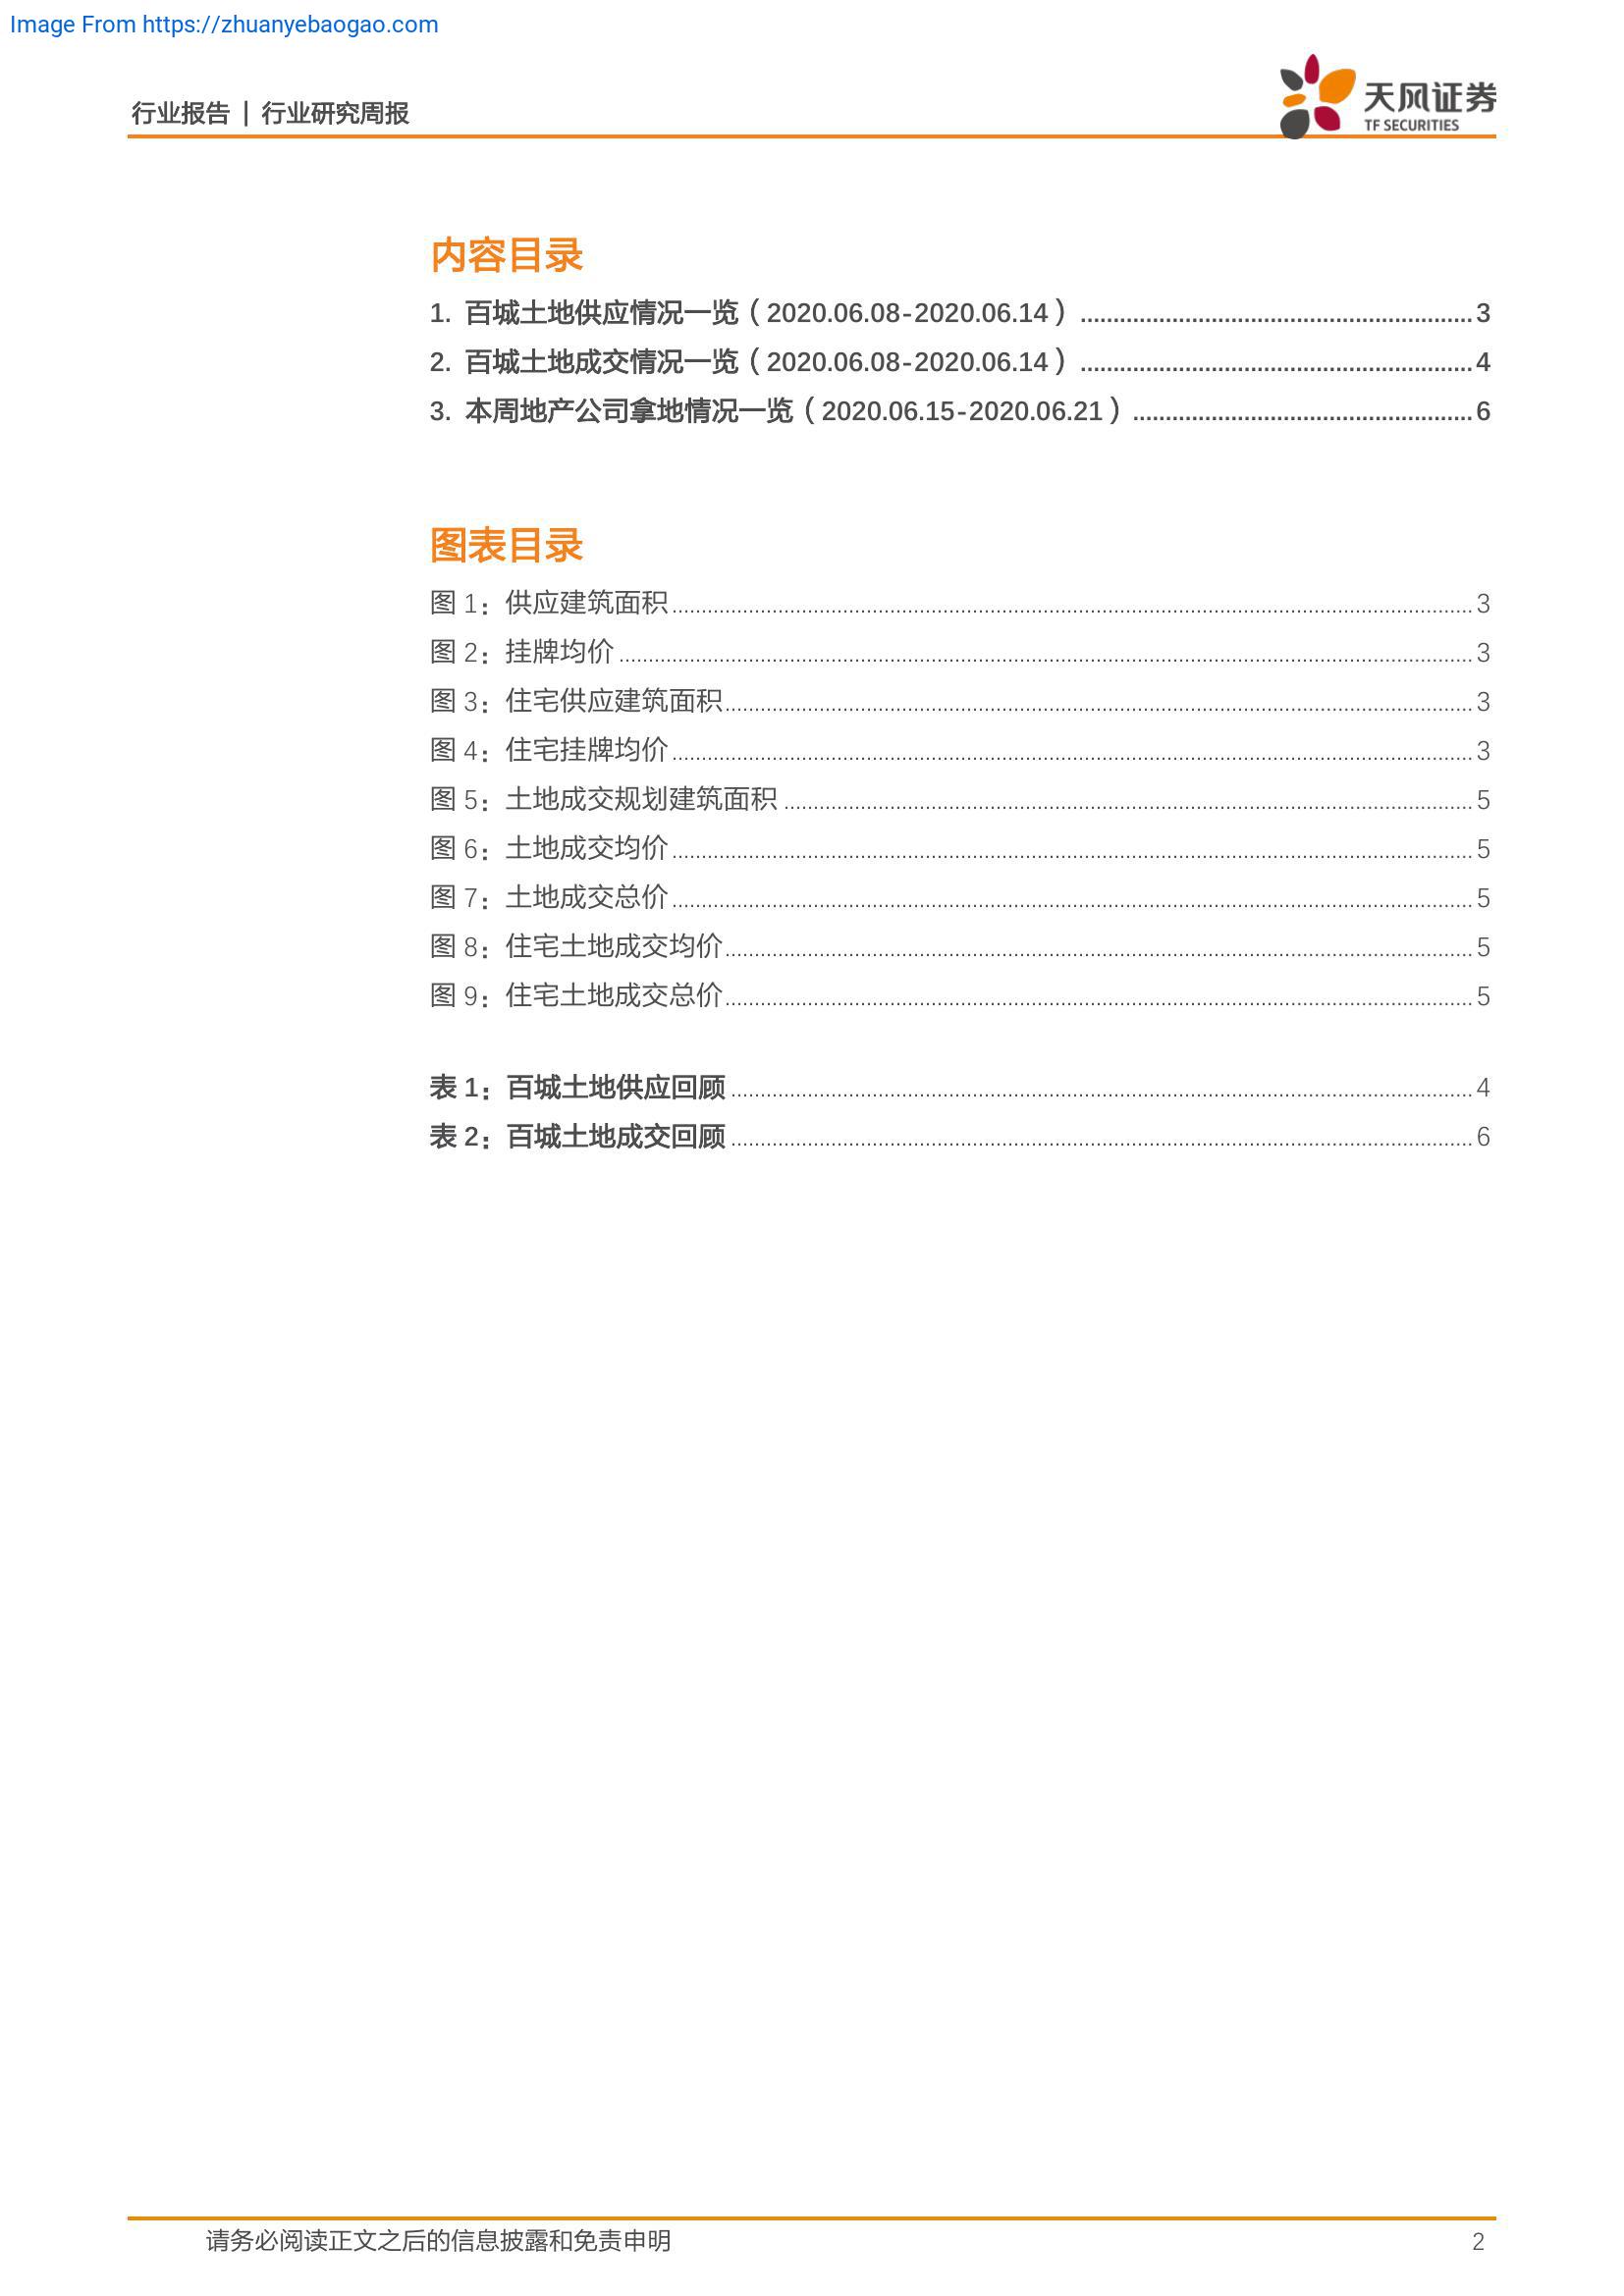 Image From https://zhuanyebaogao.com
行业报告 | 行业研究周报
天风证券
TF SECURITIES
内容目录
1. 百城土地供应情况一览（2020.06.08-2020.06.14）............................................................3
2. 百城土地成交情况一览（2020.06.08-2020.06.14）............................................................4
3. 本周地产公司拿地情况一览（2020.06.15-2020.06.21）....................................................6
图表目录
图 1：供应建筑面积............................................................3
图 2：挂牌均价............................................................3
图 3：住宅供应建筑面积............................................................3
图 4：住宅挂牌均价............................................................3
图 5：土地成交规划建筑面积............................................................5
图 6：土地成交均价............................................................5
图 7：土地成交总价............................................................5
图 8：住宅土地成交均价............................................................5
图 9：住宅土地成交总价............................................................5
表 1：百城土地供应回顾............................................................4
表 2：百城土地成交回顾............................................................6
请务必阅读正文之后的信息披露和免责申明 2